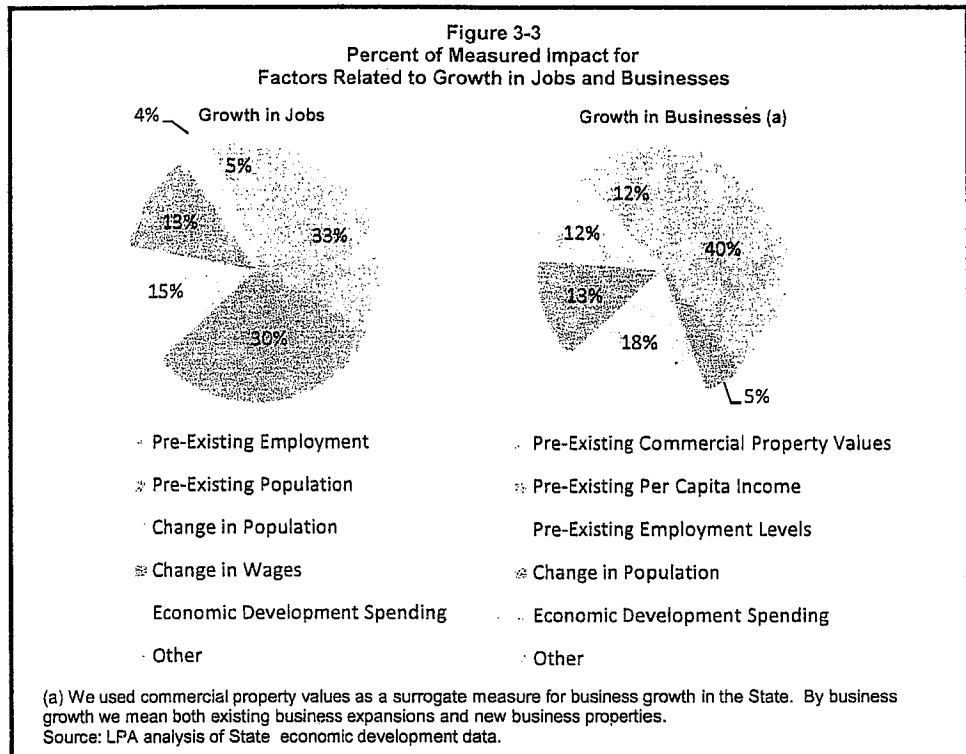 Figure 3-3
Percent of Measured Impact for
Factors Related to Growth in Jobs and Businesses
Growth in Jobs
4%
5%
33%
30%
15%
13%
Pre-Existing Employment
Pre-Existing Population
Change in Population
Change in Wages
Economic Development Spending
Other
Growth in Businesses (a)
12%
40%
5%
18%
13%
12%
Pre-Existing Commercial Property Values
Pre-Existing Per Capita Income
Pre-Existing Employment Levels
Change in Population
Economic Development Spending
Other
(a) We used commercial property values as a surrogate measure for business growth in the State. By business
growth we mean both existing business expansions and new business properties.
Source: LPA analysis of State economic development data.